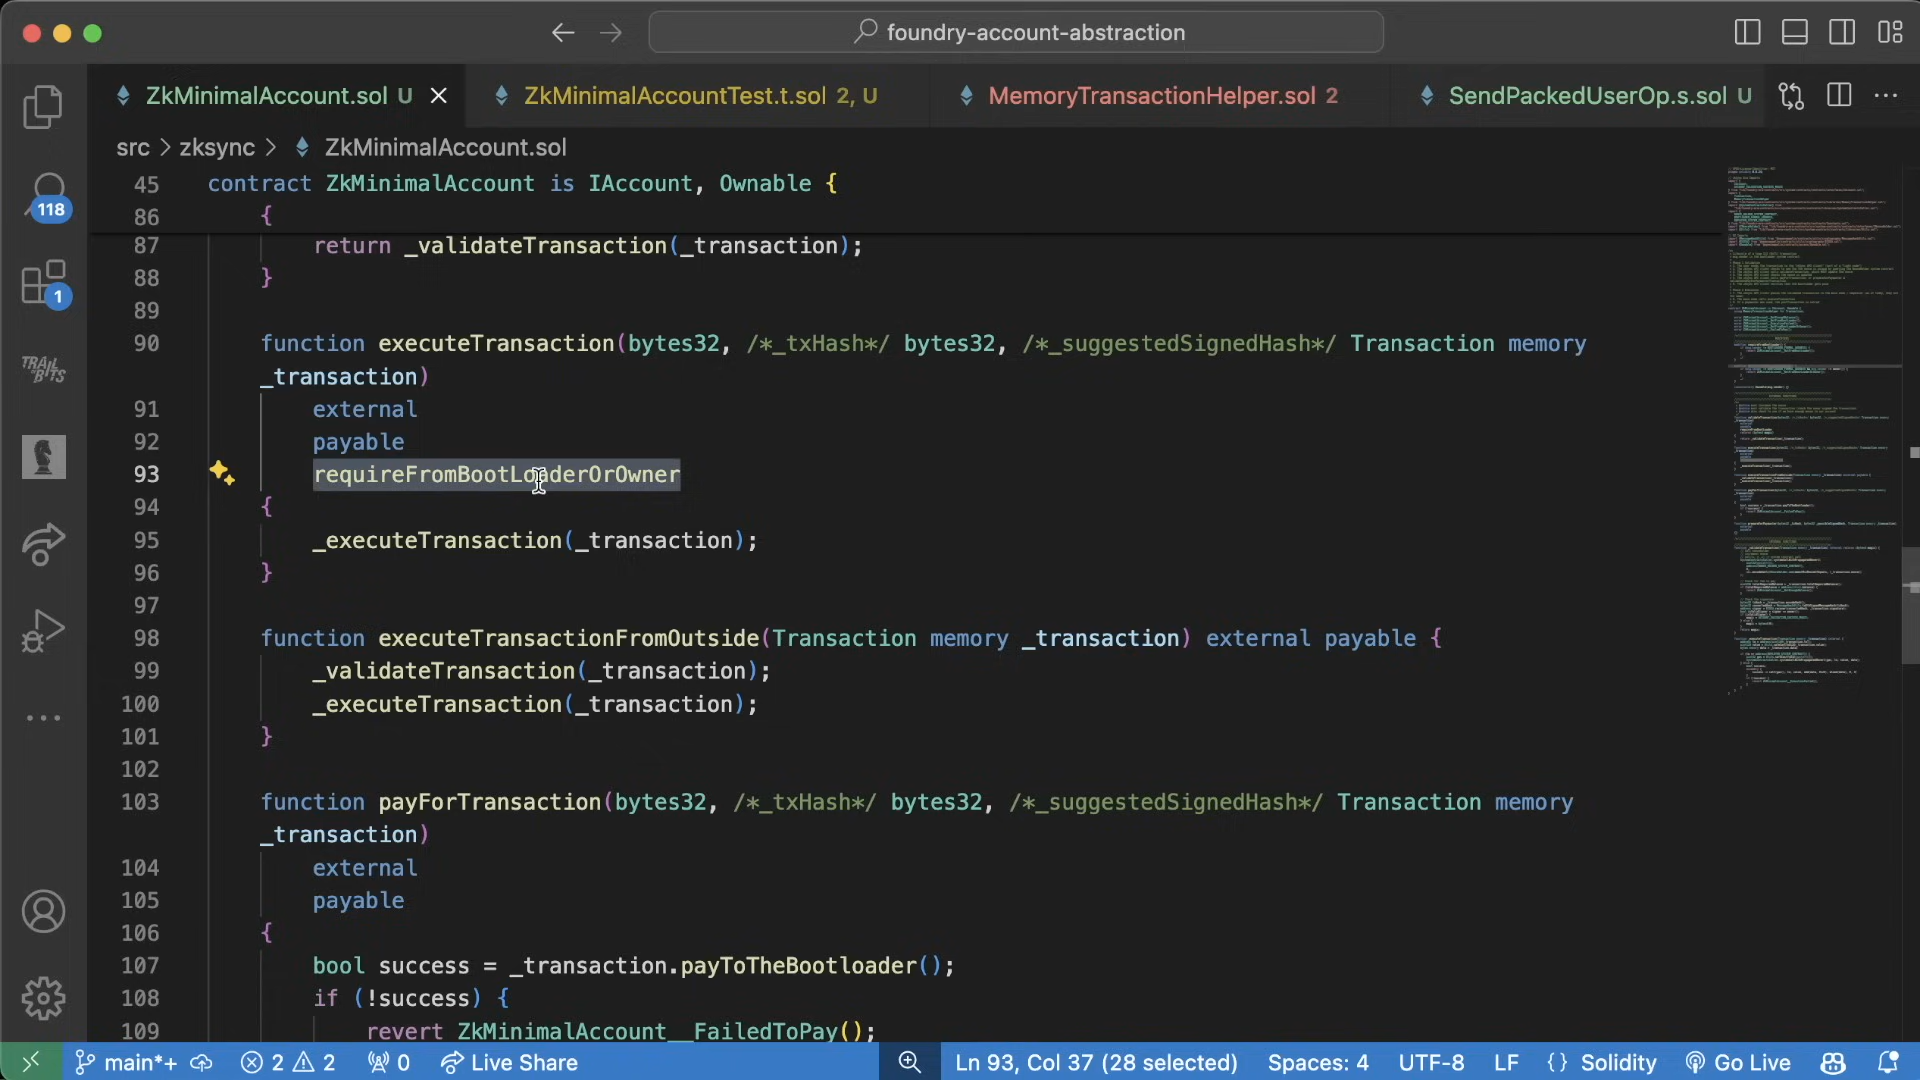 foundry-account-abstraction
ZkMinimalAccount.sol U
ZkMinimalAccountTest.t.sol 2, U
MemoryTransactionHelper.sol 2
SendPackedUserOp.s.sol U
src > zksync > ZkMinimalAccount.sol
118
1
TRAIL OF BITS
45 contract ZkMinimalAccount is IAccount, Ownable {
86 {
87 return _validateTransaction(_transaction);
88 }
89
90 function executeTransaction(bytes32, /*_txHash*/ bytes32, /*_suggestedSignedHash*/ Transaction memory
_transaction)
91 external
92 payable
93 requireFromBootLoaderOrOwner
94 {
95 _executeTransaction(_transaction);
96 }
97
98 function executeTransactionFromOutside(Transaction memory _transaction) external payable {
99 _validateTransaction(_transaction);
100 _executeTransaction(_transaction);
101 }
102
103 function payForTransaction(bytes32, /*_txHash*/ bytes32, /*_suggestedSignedHash*/ Transaction memory
_transaction)
104 external
105 payable
106 {
107 bool success = _transaction.payToTheBootloader();
108 if (!success) {
109 revert ZkMinimalAccount__FailedToPay();
main*+ 2 2 0 Live Share Ln 93, Col 37 (28 selected) Spaces: 4 UTF-8 LF {} Solidity Go Live